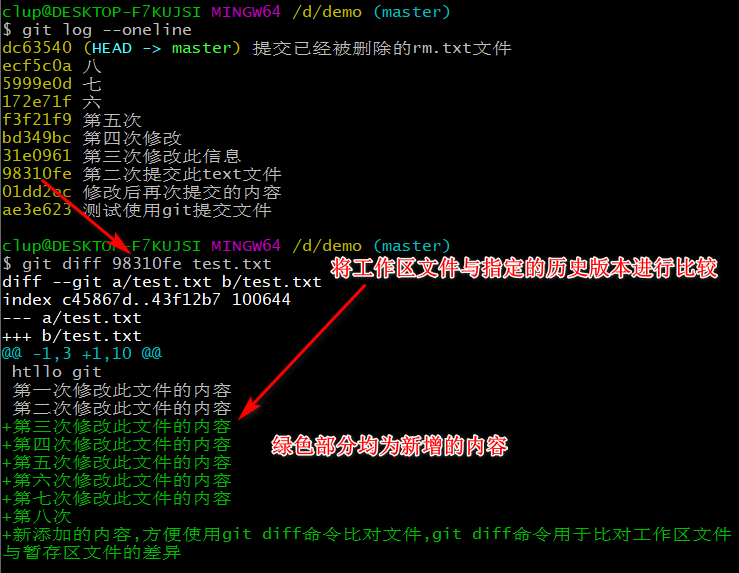 clup@DESKTOP-F7KUJSI MINGW64 /d/demo (master)
$ git log --oneline
dc63540 (HEAD -> master) 提交已经被删除的rm.txt文件
ecf5c0a 八
5999e0d 七
172e71f 六
f3f21f9 第五次
bd349bc 第四次修改
31e0961 第三次修改此信息
98310fe 第二次提交此text文件
01dd2ec 修改后再次提交的内容
ae3e623 测试使用git提交文件
clup@DESKTOP-F7KUJSI MINGW64 /d/demo (master)
$ git diff 98310fe test.txt
将工作区文件与指定的历史版本进行比较
diff --git a/test.txt b/test.txt
index c45867d..43f12b7 100644
--- a/test.txt
+++ b/test.txt
@@ -1,3 +1,10 @@
htllo git
第一次修改此文件的内容
第二次修改此文件的内容
+第三次修改此文件的内容
+第四次修改此文件的内容
绿色部分均为新增的内容
+第五次修改此文件的内容
+第六次修改此文件的内容
+第七次修改此文件的内容
+第八次
+新添加的内容,方便使用git diff命令比对文件,git diff命令用于比对工作区文件
与暂存区文件的差异